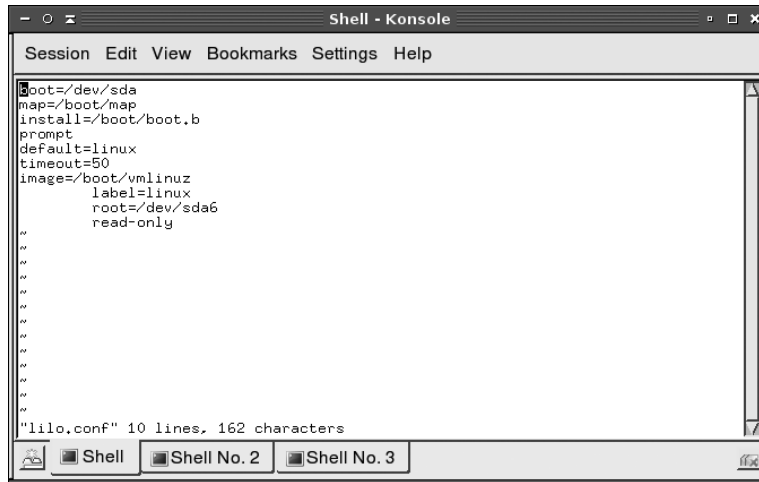 Shell - Konsole
Session Edit View Bookmarks Settings Help
boot=/dev/sda
map=/boot/map
install=/boot/boot.b
prompt
default=linux
timeout=50
image=/boot/vmlinuz
        label=linux
        root=/dev/sda6
        read-only
~
~
~
~
~
~
~
~
~
~
~
~
~
"lilo.conf" 10 lines, 162 characters
Shell Shell No. 2 Shell No. 3